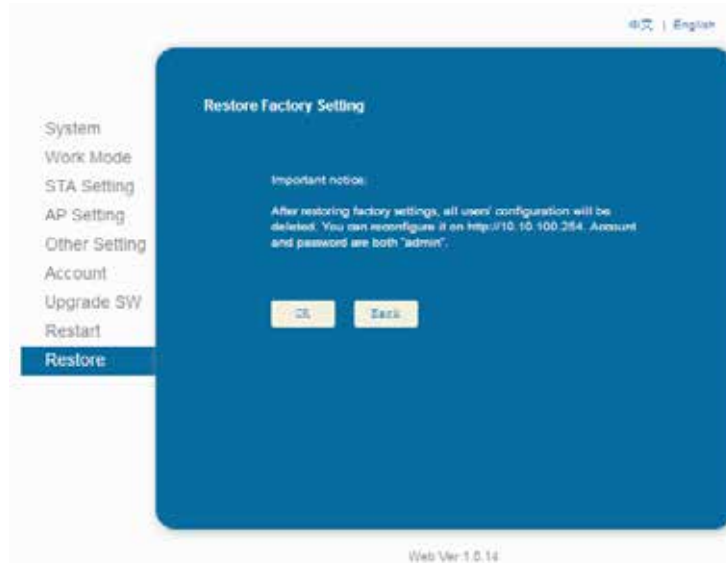 中文 | English
Restore Factory Setting
System
Work Mode
STA Setting
AP Setting
Other Setting
Account
Upgrade SW
Restart
Restore
Important notice:
After restoring factory settings, all users' configuration will be
deleted. You can reconfigure it on http://10.10.100.254. Account
and password are both "admin".
OK Back
Web Ver 1.0.14